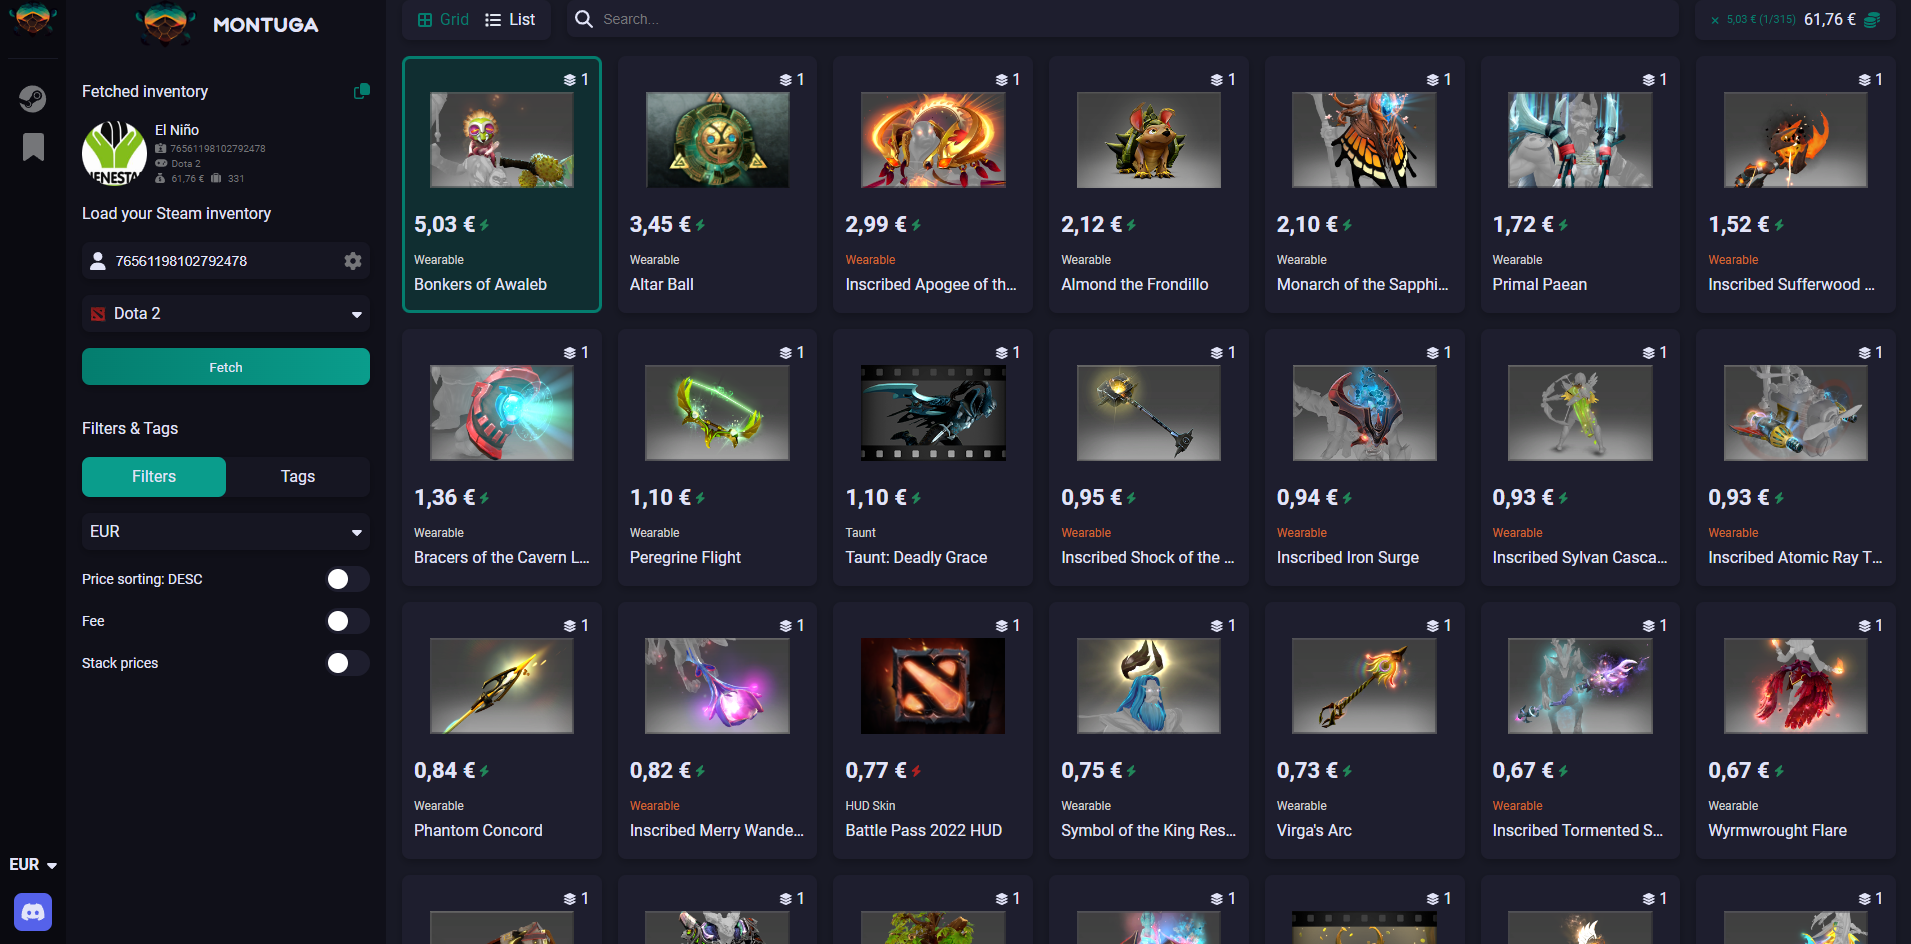 MONTUGA
Fetched inventory
El Niño
76561198102792478
Dota 2
61,76 € 331
Load your Steam inventory
76561198102792478
Dota 2
Fetch
Filters & Tags
Filters Tags
EUR
Price sorting: DESC
Fee
Stack prices
EUR
ENESTA
Grid List Search...
× 5,03 € (1/315) 61,76 €
1
5,03 €
Wearable
Bonkers of Awaleb
1
3,45 €
Wearable
Altar Ball
1
2,99 €
Wearable
Inscribed Apogee of th...
1
2,12 €
Wearable
Almond the Frondillo
1
2,10 €
Wearable
Monarch of the Sapphi...
1
1,72 €
Wearable
Primal Paean
1
1,52 €
Wearable
Inscribed Sufferwood ...
1
1,36 €
Wearable
Bracers of the Cavern L...
1
1,10 €
Wearable
Peregrine Flight
1
1,10 €
Taunt
Taunt: Deadly Grace
1
0,95 €
Wearable
Inscribed Shock of the ...
1
0,94 €
Wearable
Inscribed Iron Surge
1
0,93 €
Wearable
Inscribed Sylvan Casca...
1
0,93 €
Wearable
Inscribed Atomic Ray T...
1
0,84 €
Wearable
Phantom Concord
1
0,82 €
Wearable
Inscribed Merry Wande...
1
0,77 €
HUD Skin
Battle Pass 2022 HUD
1
0,75 €
Wearable
Symbol of the King Res...
1
0,73 €
Wearable
Virga's Arc
1
0,67 €
Wearable
Inscribed Tormented S...
1
0,67 €
Wearable
Wyrmwrought Flare
1
1
1
1
1
1
1